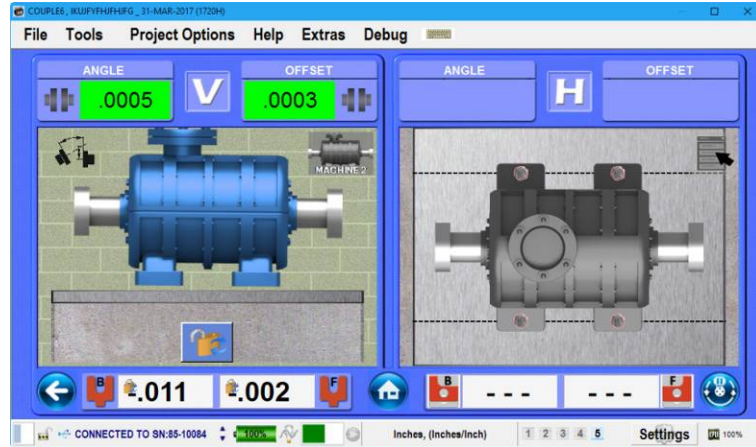 COUPLE6 , IKUJFYFHJFHJFG _ 31-MAR-2017 (1720H)
File Tools Project Options Help Extras Debug
ANGLE V OFFSET
.0005 .0003
ANGLE H OFFSET
MACHINE 2
B -.011 -.002 F
B - - - - - - F
CONNECTED TO SN:85-10084 100% Inches, (Inches/Inch) 1 2 3 4 5 Settings 100%